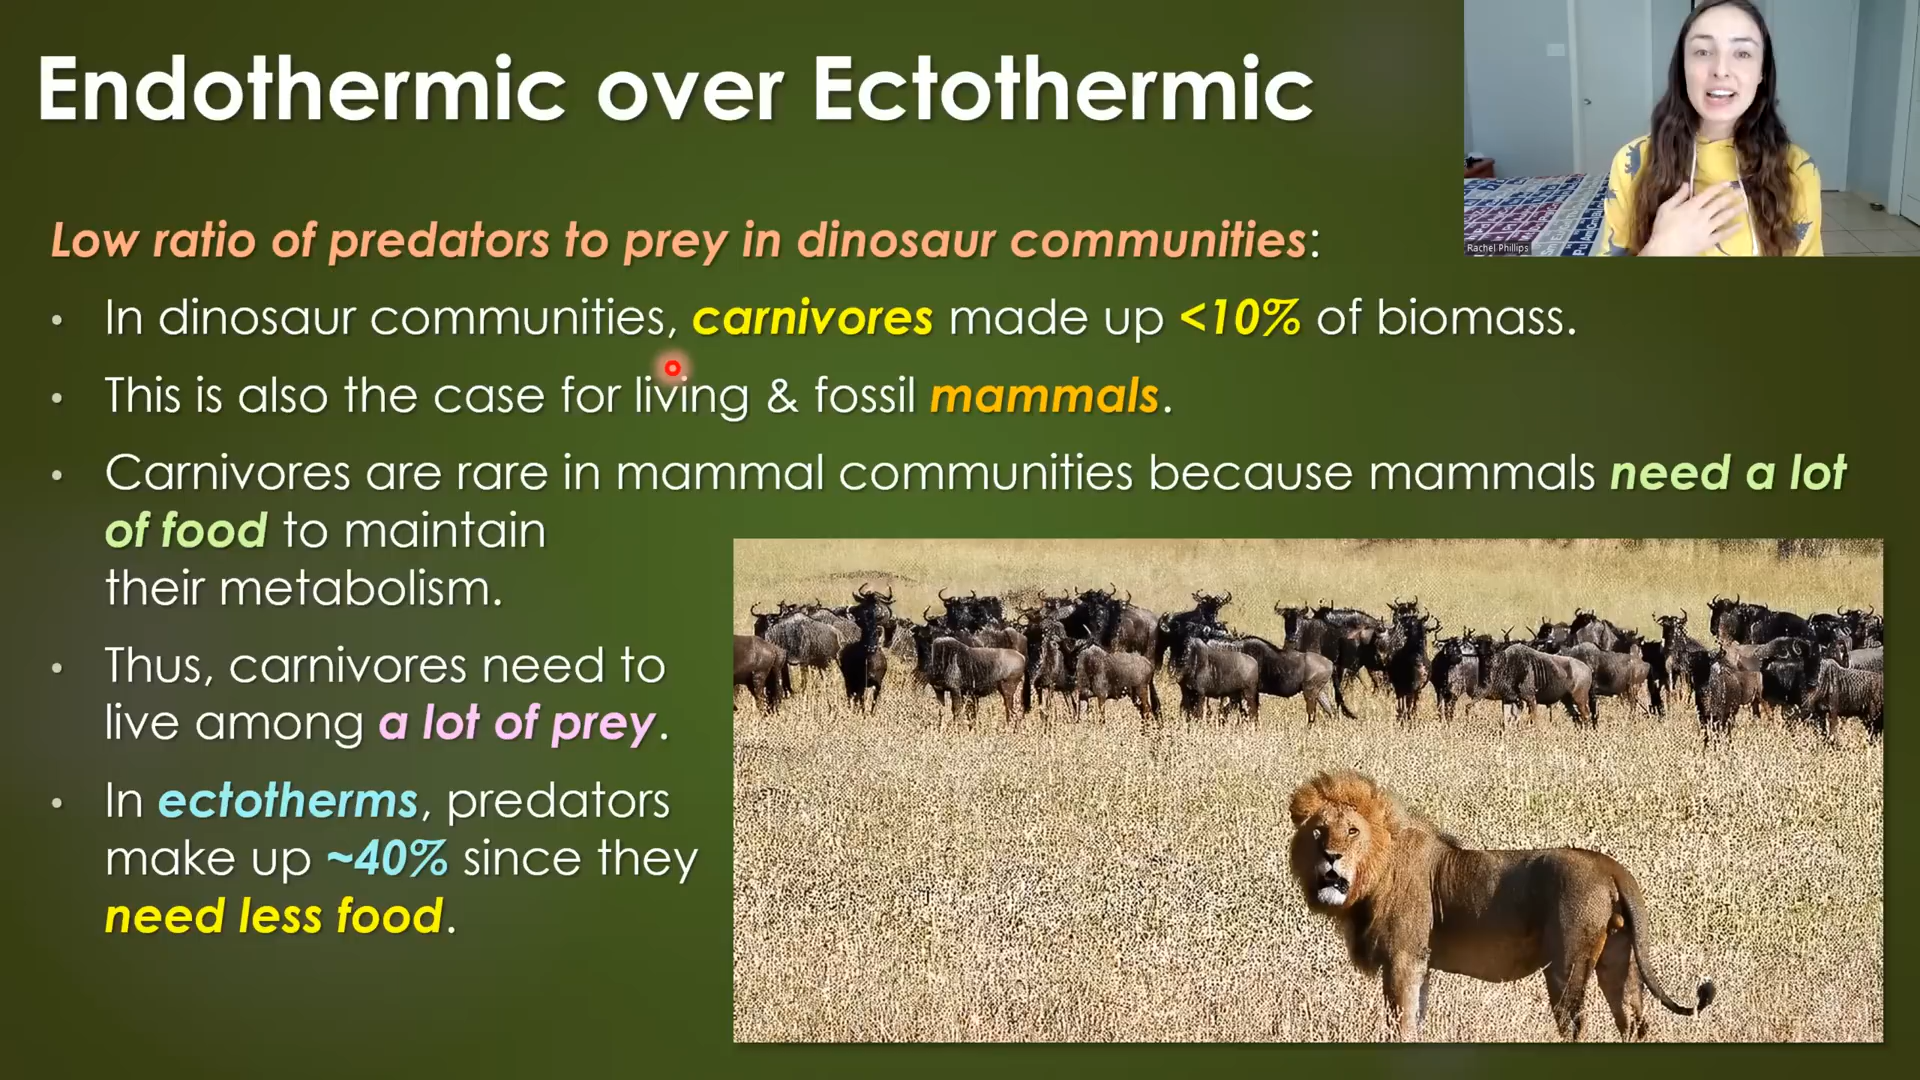 Endothermic over Ectothermic
Rachel Phillips
Low ratio of predators to prey in dinosaur communities:
• In dinosaur communities, carnivores made up <10% of biomass.
• This is also the case for living & fossil mammals.
• Carnivores are rare in mammal communities because mammals need a lot
of food to maintain
their metabolism.
• Thus, carnivores need to
live among a lot of prey.
• In ectotherms, predators
make up ~40% since they
need less food.